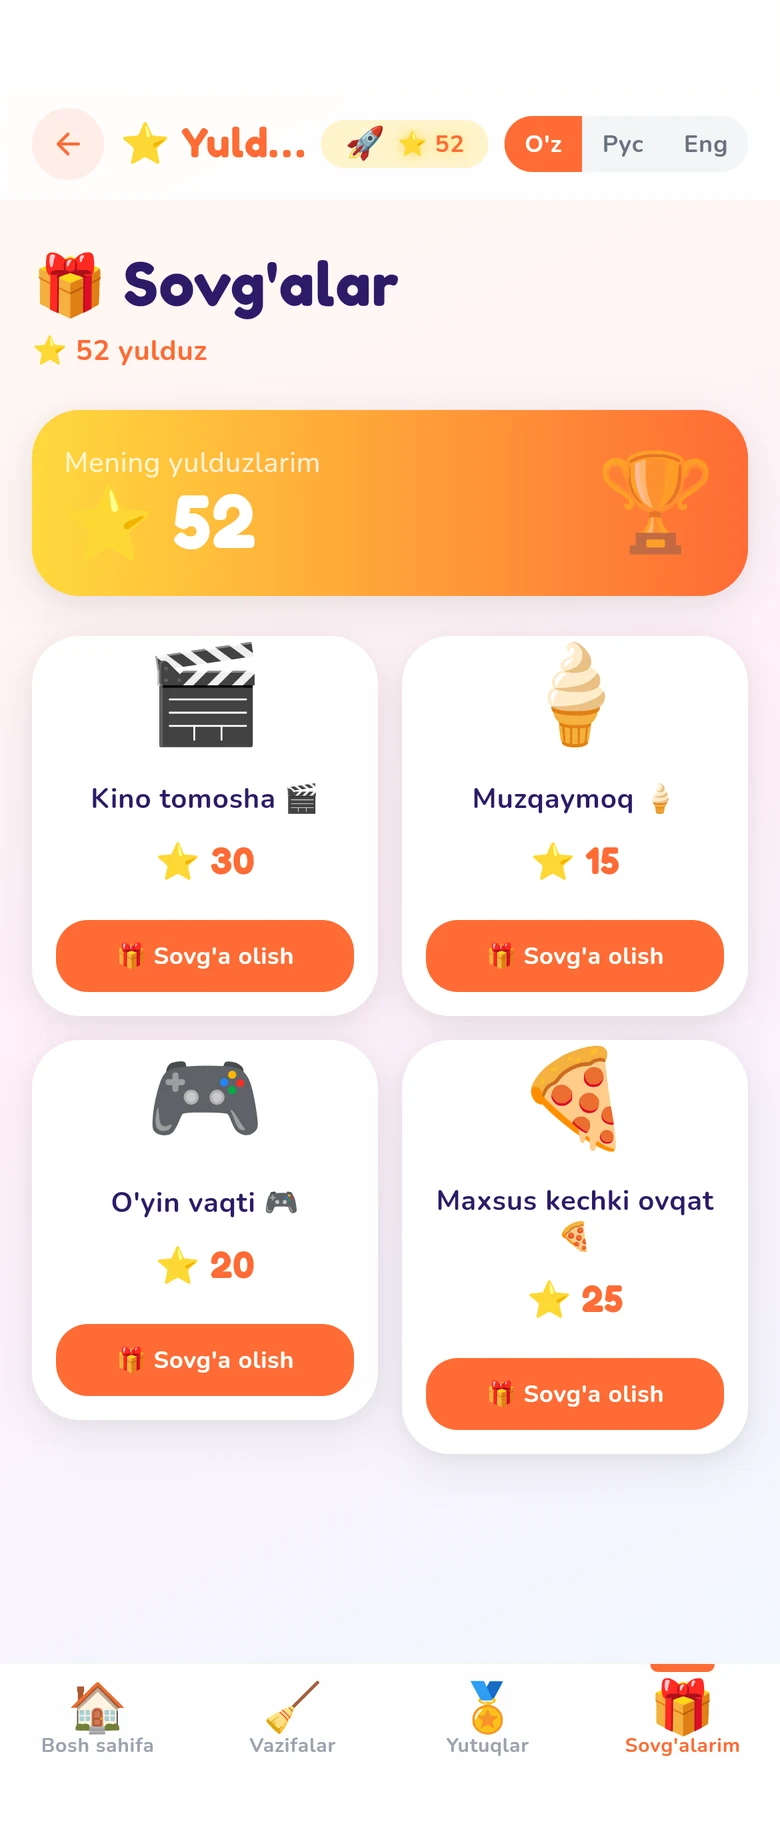 ⭐ Yuld...
🚀 ⭐ 52
O'z
Рус
Eng
🎁 Sovg'alar
⭐ 52 yulduz
Mening yulduzlarim
⭐ 52
Kino tomosha 🎬
⭐ 30
🎁 Sovg'a olish
Muzqaymoq 🍦
⭐ 15
🎁 Sovg'a olish
O'yin vaqti 🎮
⭐ 20
🎁 Sovg'a olish
Maxsus kechki ovqat
🍕
⭐ 25
🎁 Sovg'a olish
Bosh sahifa
Vazifalar
Yutuqlar
Sovg'alarim